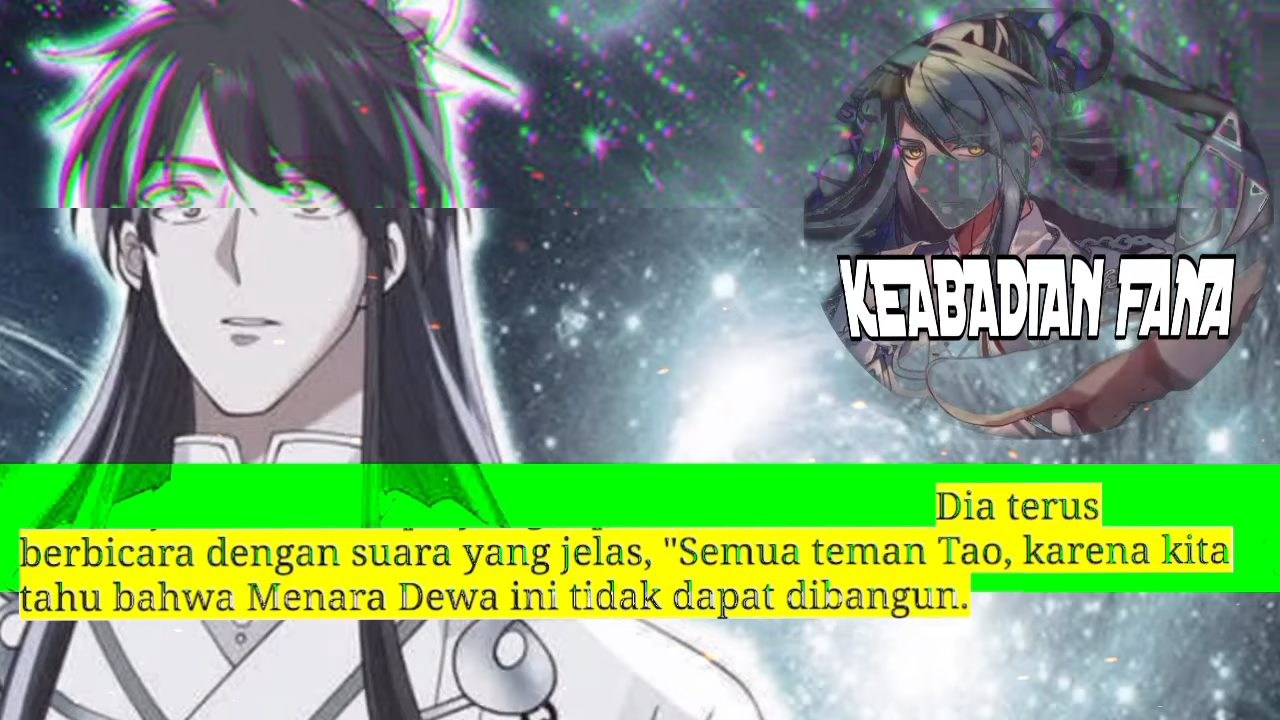 KEABADIAN FANA
Dia terus
berbicara dengan suara yang jelas, "Semua teman Tao, karena kita
tahu bahwa Menara Dewa ini tidak dapat dibangun.